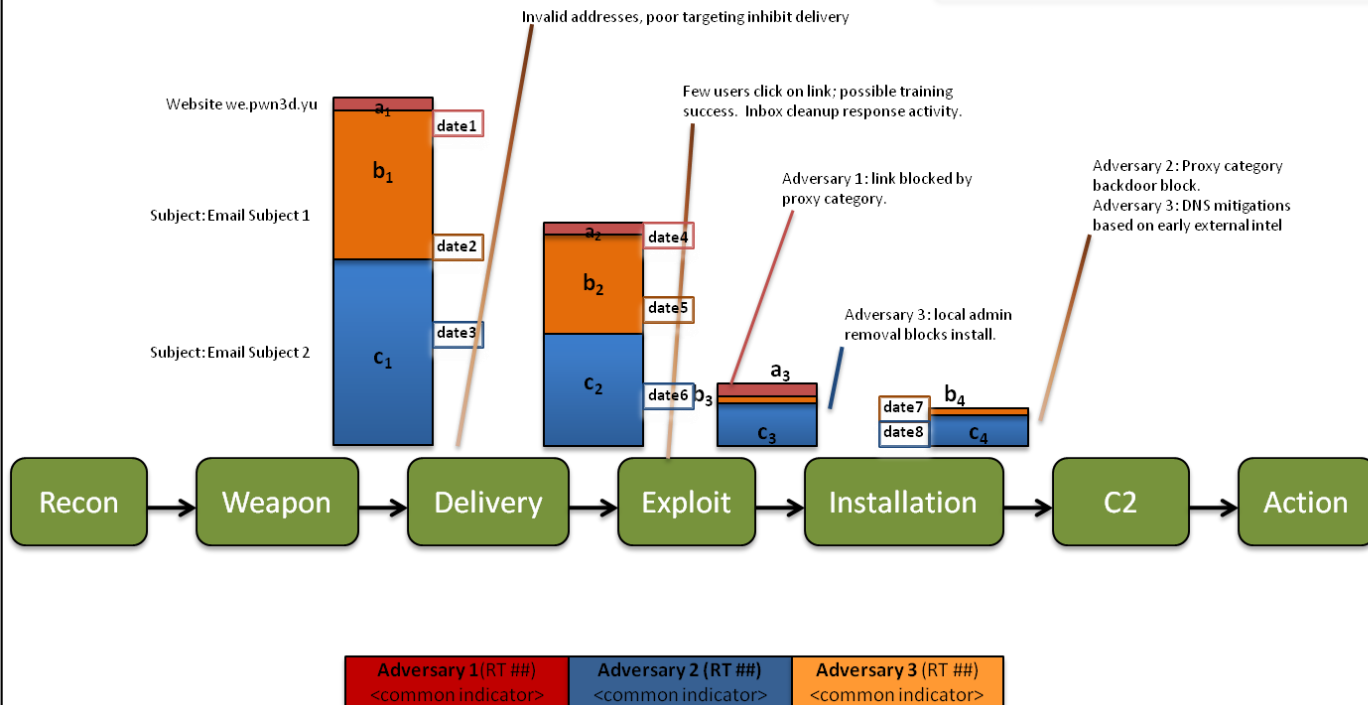 Invalid addresses, poor targeting inhibit delivery
Website we.pwn3d.yu
a₁
date1
b₁
Subject: Email Subject 1
date2
date3
Subject: Email Subject 2
c₁
Few users click on link; possible training
success. Inbox cleanup response activity.
a₂
date4
b₂
date5
c₂
date6
Adversary 1: link blocked by
proxy category.
a₃
b₃
c₃
Adversary 3: local admin
removal blocks install.
Adversary 2: Proxy category
backdoor block.
Adversary 3: DNS mitigations
based on early external intel
date7
b₄
date8
c₄
Recon
Weapon
Delivery
Exploit
Installation
C2
Action
Adversary 1(RT ##)
<common indicator>
Adversary 2 (RT ##)
<common indicator>
Adversary 3 (RT ##)
<common indicator>